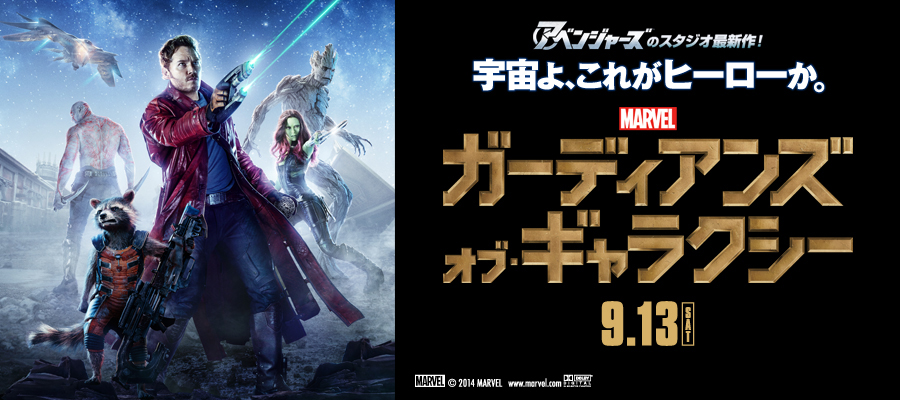 アベンジャーズのスタジオ最新作!
宇宙よ、これがヒーローか。
MARVEL
ガーディアンズ
オブ・ギャラクシー
9.13 SAT
MARVEL © 2014 MARVEL www.marvel.com DOLBY DIGITAL